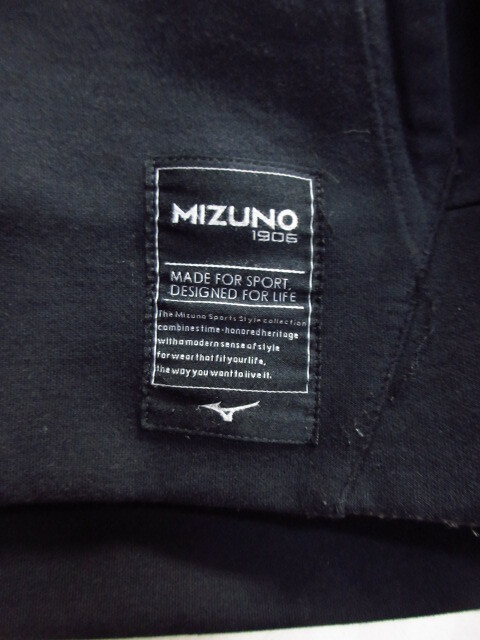 MIZUNO
1906
MADE FOR SPORT.
DESIGNED FOR LIFE
The Mizuno Sports Style collection
combines time-honored heritage
with a modern sense of style
for wear that fit your life,
the way you want to live it.